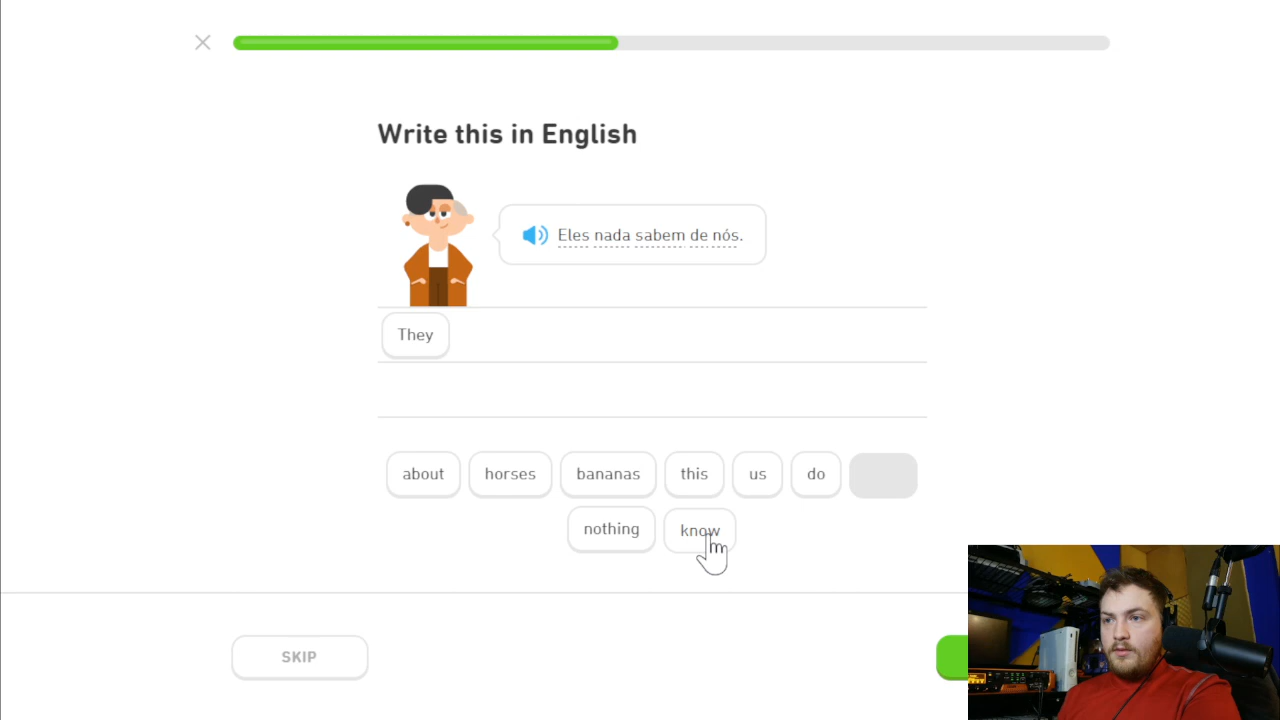 Write this in English
Eles nada sabem de nós.
They
about horses bananas this us do
nothing know
SKIP